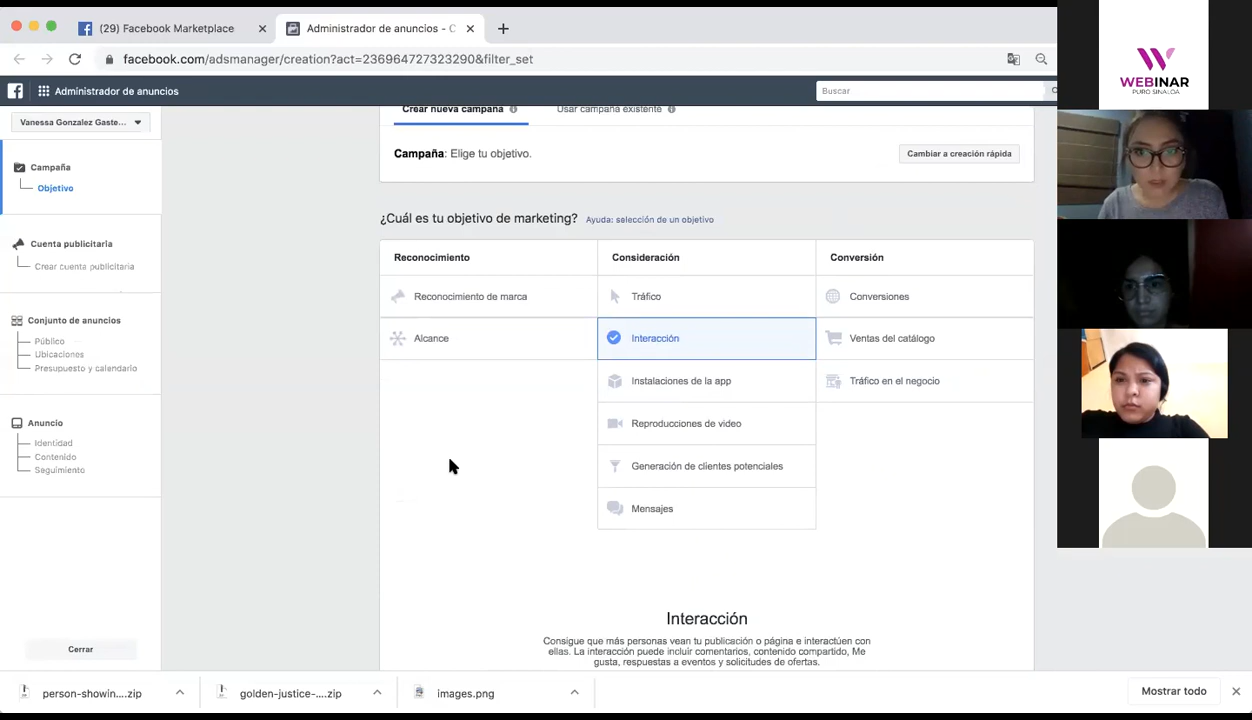 (29) Facebook Marketplace
Administrador de anuncios - C
facebook.com/adsmanager/creation?act=236964727323290&filter_set
Administrador de anuncios
Buscar
Vanessa Gonzalez Gaste...
Crear nueva campaña
Usar campaña existente
Campaña: Elige tu objetivo.
Cambiar a creación rápida
Campaña
Objetivo
Cuenta publicitaria
Crear cuenta publicitaria
Conjunto de anuncios
Público
Ubicaciones
Presupuesto y calendario
Anuncio
Identidad
Contenido
Seguimiento
Cerrar
¿Cuál es tu objetivo de marketing? Ayuda: selección de un objetivo
Reconocimiento
Consideración
Conversión
Reconocimiento de marca
Tráfico
Conversiones
Alcance
Interacción
Ventas del catálogo
Instalaciones de la app
Tráfico en el negocio
Reproducciones de video
Generación de clientes potenciales
Mensajes
Interacción
Consigue que más personas vean tu publicación o página e interactúen con
ellas. La interacción puede incluir comentarios, contenido compartido, Me
gusta, respuestas a eventos y solicitudes de ofertas.
person-showin....zip
golden-justice-....zip
images.png
Mostrar todo
WEBINAR
PURO SINALOA